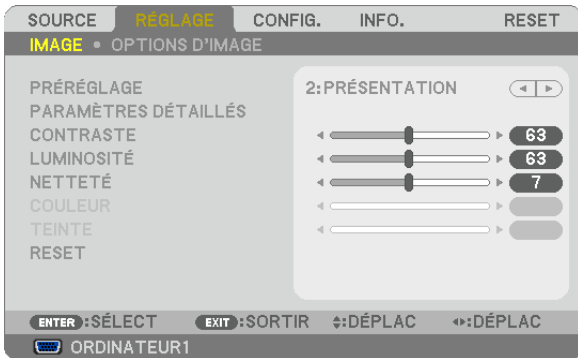 SOURCE RÉGLAGE CONFIG. INFO. RESET
IMAGE • OPTIONS D'IMAGE
PRÉRÉGLAGE 2:PRÉSENTATION
PARAMÈTRES DÉTAILLÉS
CONTRASTE 63
LUMINOSITÉ 63
NETTETÉ 7
COULEUR
TEINTE
RESET
ENTER :SÉLECT EXIT :SORTIR :DÉPLAC :DÉPLAC
ORDINATEUR1